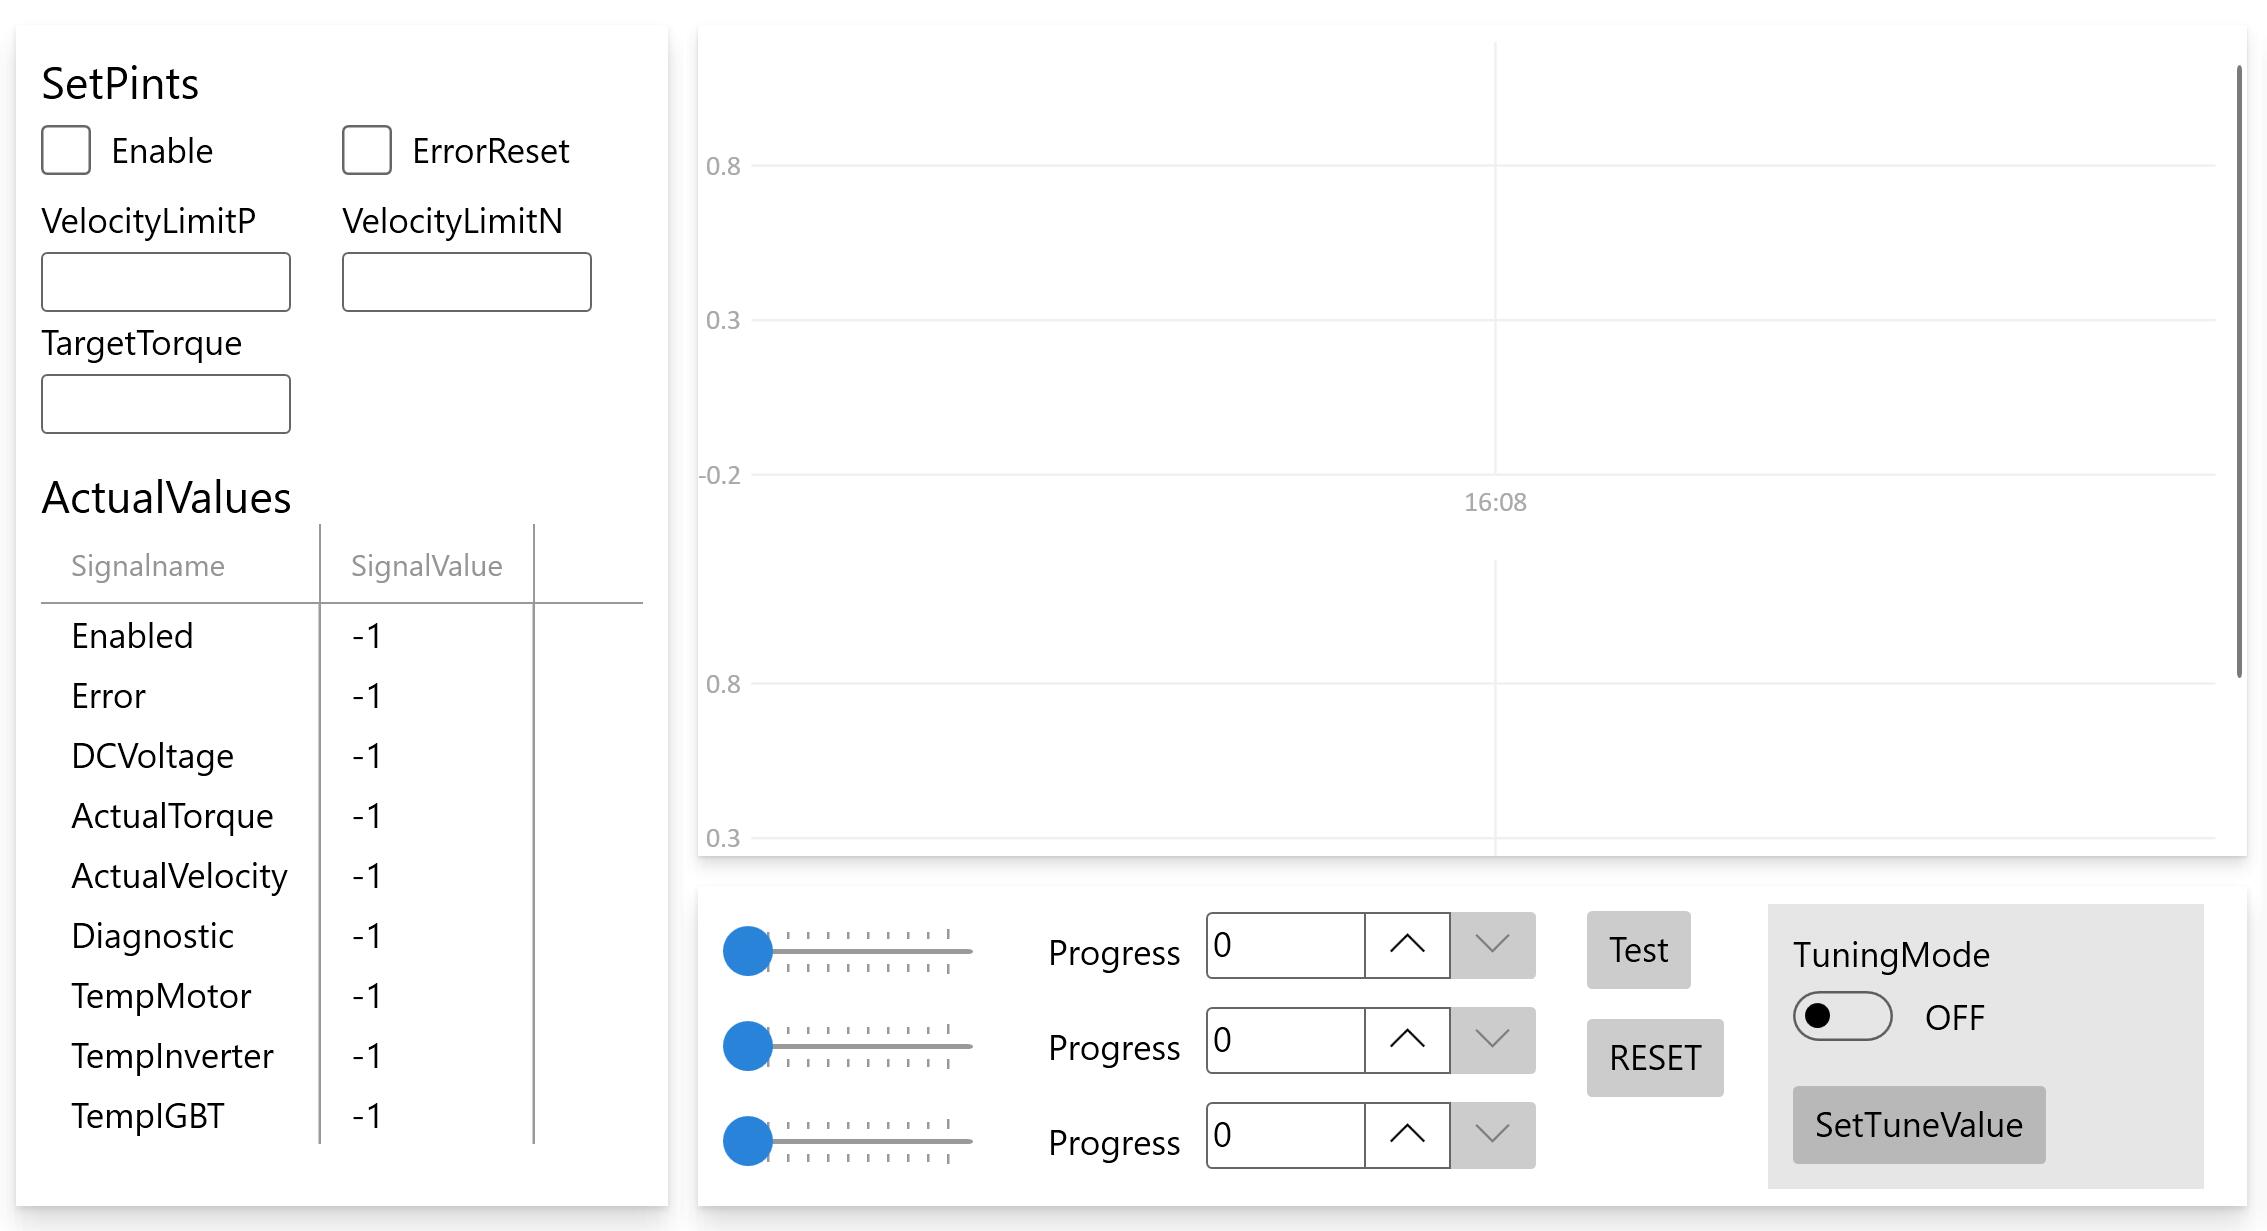 SetPints
Enable ErrorReset
VelocityLimitP VelocityLimitN
TargetTorque
ActualValues
Signalname SignalValue
Enabled -1
Error -1
DCVoltage -1
ActualTorque -1
ActualVelocity -1
Diagnostic -1
TempMotor -1
TempInverter -1
TempIGBT -1
0.8
0.3
-0.2
16:08
0.8
0.3
Progress 0
Progress 0
Progress 0
Test
RESET
TuningMode
OFF
SetTuneValue